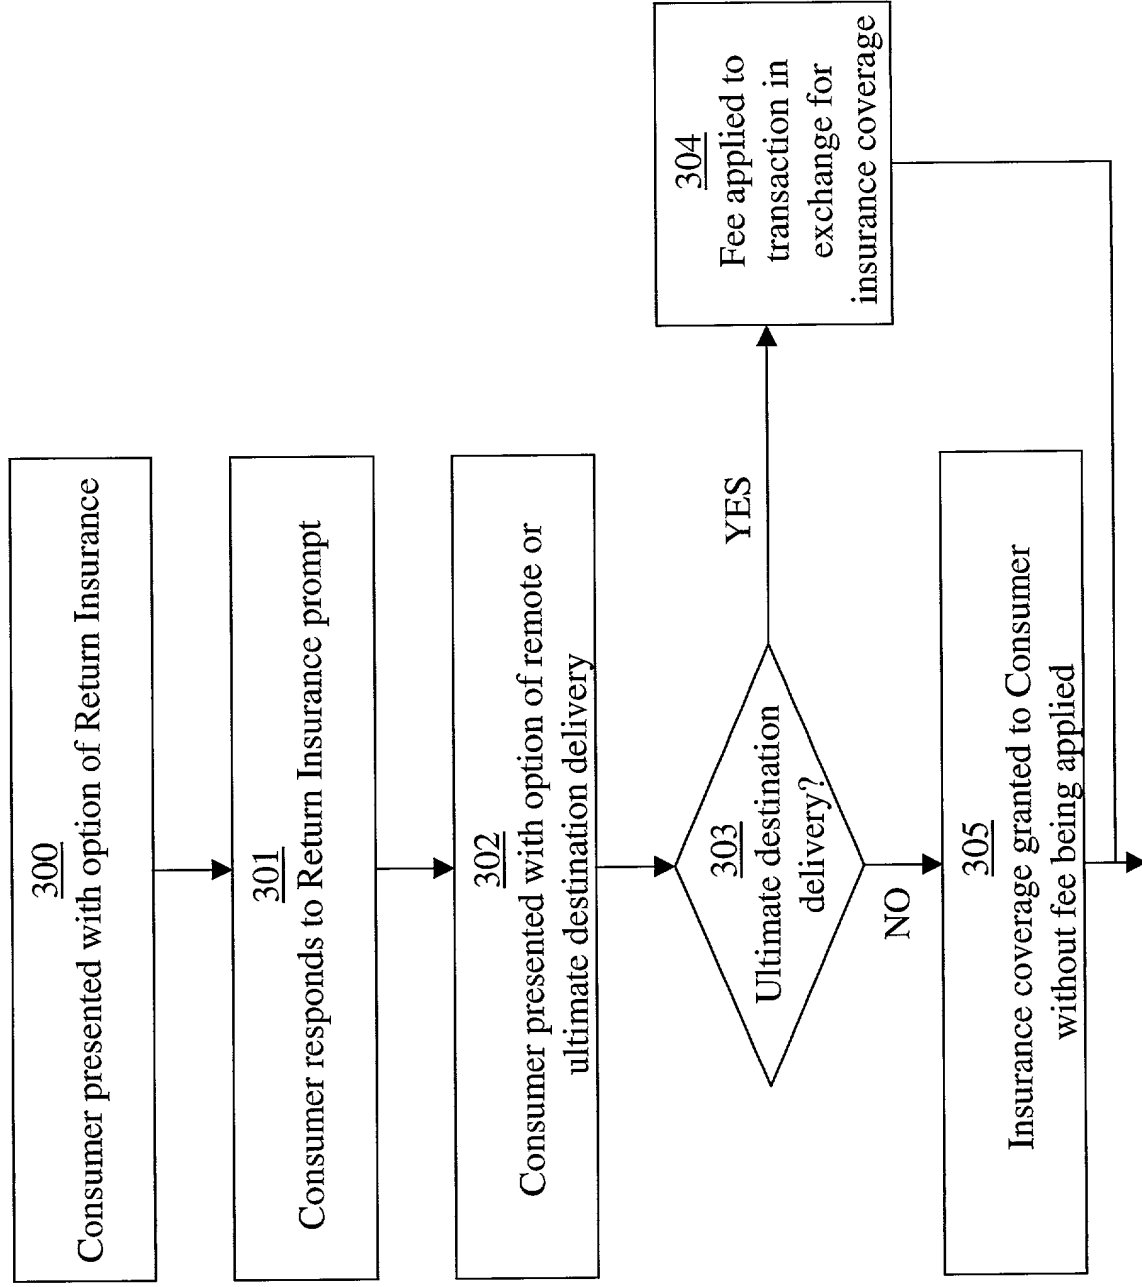 300
Consumer presented with option of Return Insurance
301
Consumer responds to Return Insurance prompt
302
Consumer presented with option of remote or
ultimate destination delivery
303
Ultimate destination
delivery?
YES
304
Fee applied to
transaction in
exchange for
insurance coverage
NO
305
Insurance coverage granted to Consumer
without fee being applied